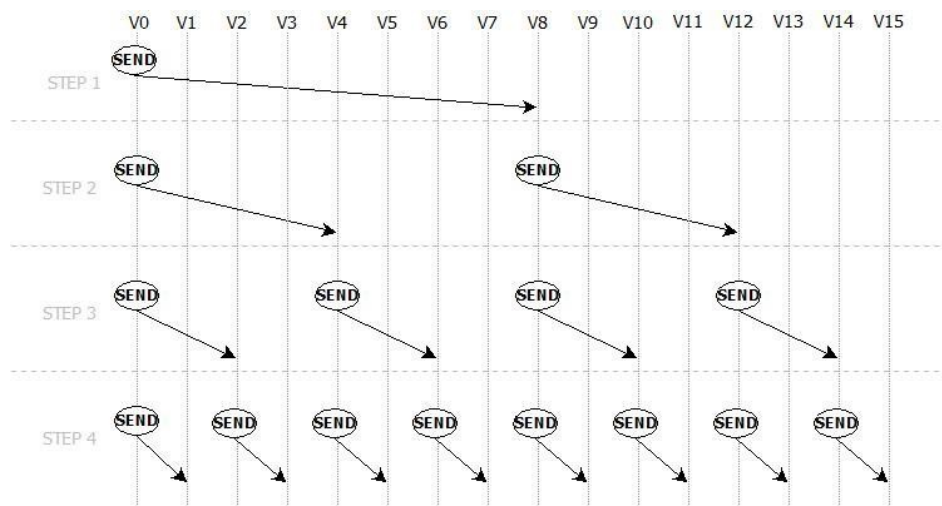 V0 V1 V2 V3 V4 V5 V6 V7 V8 V9 V10 V11 V12 V13 V14 V15
SEND
STEP 1
SEND SEND
STEP 2
SEND SEND SEND SEND
STEP 3
SEND SEND SEND SEND SEND SEND SEND SEND
STEP 4